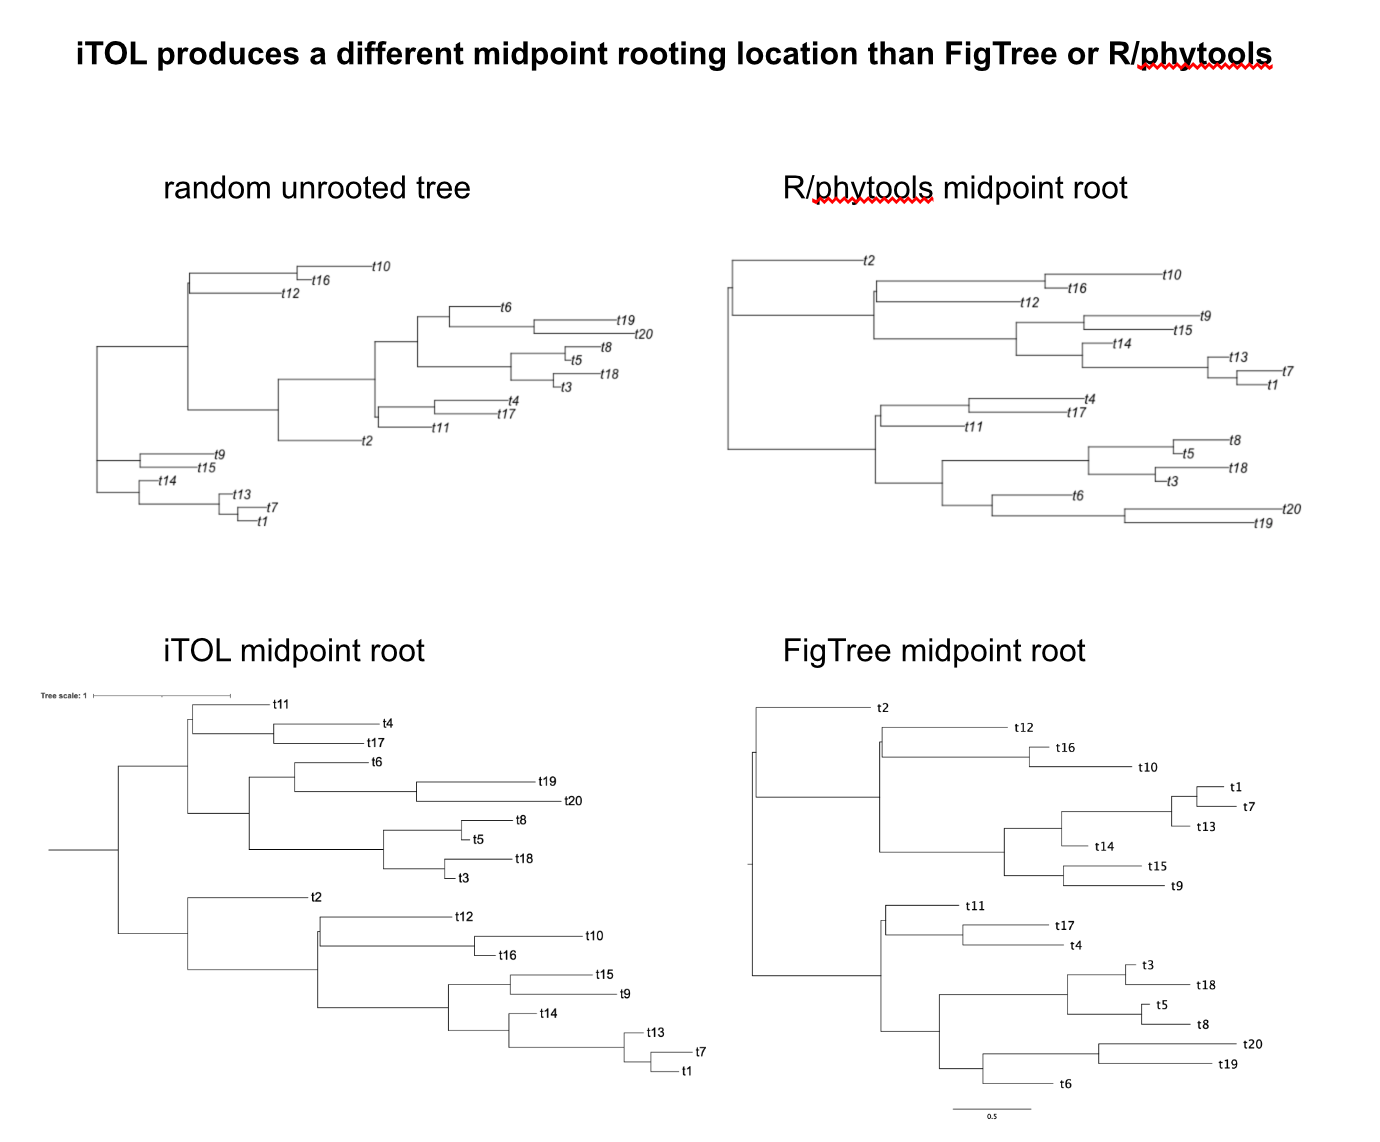 iTOL produces a different midpoint rooting location than FigTree or R/phytools
random unrooted tree
t10
t16
t12
t6
t19
t20
t8
t5
t18
t3
t4
t17
t11
t2
t9
t15
t14
t13
t7
t1
R/phytools midpoint root
t2
t10
t16
t12
t9
t15
t14
t13
t7
t1
t4
t17
t11
t8
t5
t18
t3
t6
t20
t19
iTOL midpoint root
Tree scale: 1
t11
t4
t17
t6
t19
t20
t8
t5
t18
t3
t2
t12
t10
t16
t15
t9
t14
t13
t7
t1
FigTree midpoint root
t2
t12
t16
t10
t1
t7
t13
t14
t15
t9
t11
t17
t4
t3
t18
t5
t8
t20
t19
t6
0.5